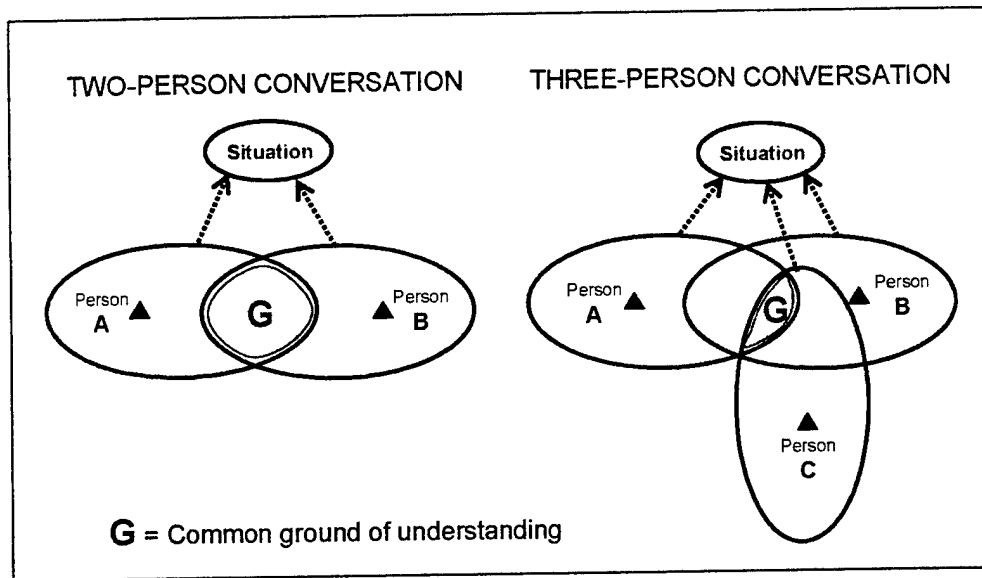 TWO-PERSON CONVERSATION
Situation
Person
A
G
Person
B
THREE-PERSON CONVERSATION
Situation
Person
A
G
Person
B
Person
C
G = Common ground of understanding